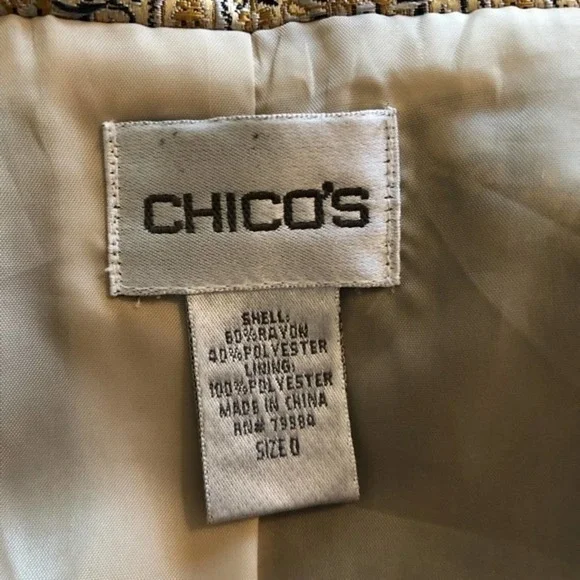 CHICO'S
SHELL:
60%RAYON
40%POLYESTER
LINING:
100%POLYESTER
MADE IN CHINA
RN# 79984
SIZE 0